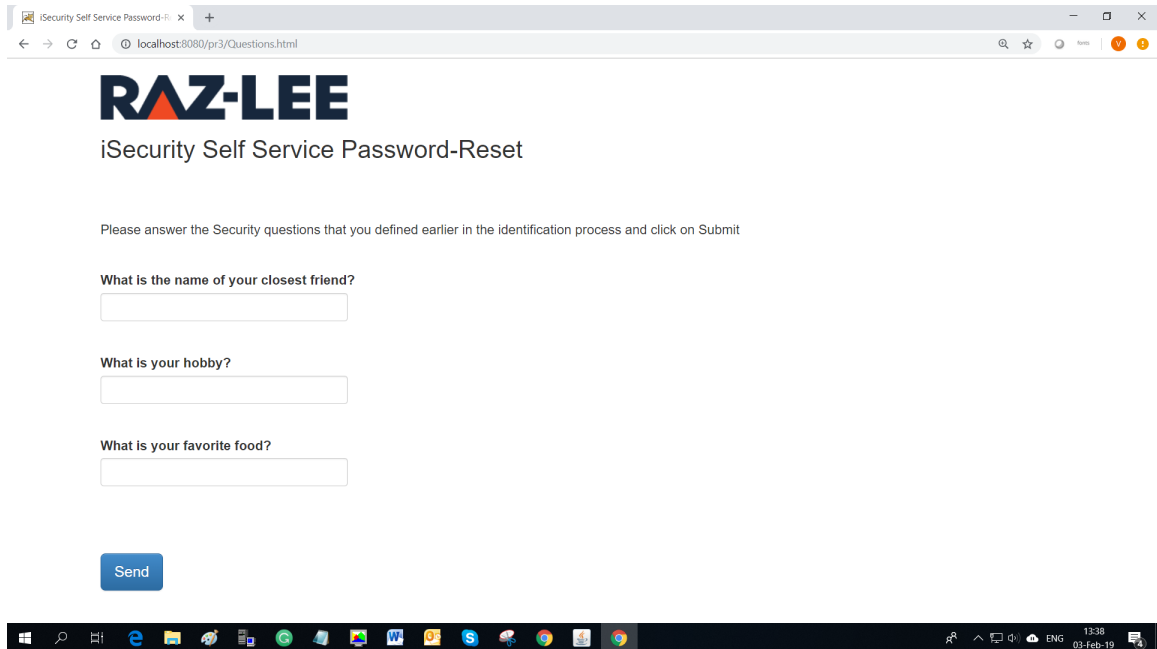 iSecurity Self Service Password-R
localhost:8080/pr3/Questions.html
V
RAZ-LEE
iSecurity Self Service Password-Reset
Please answer the Security questions that you defined earlier in the identification process and click on Submit
What is the name of your closest friend?
What is your hobby?
What is your favorite food?
Send
ENG
13:38
03-Feb-19
4